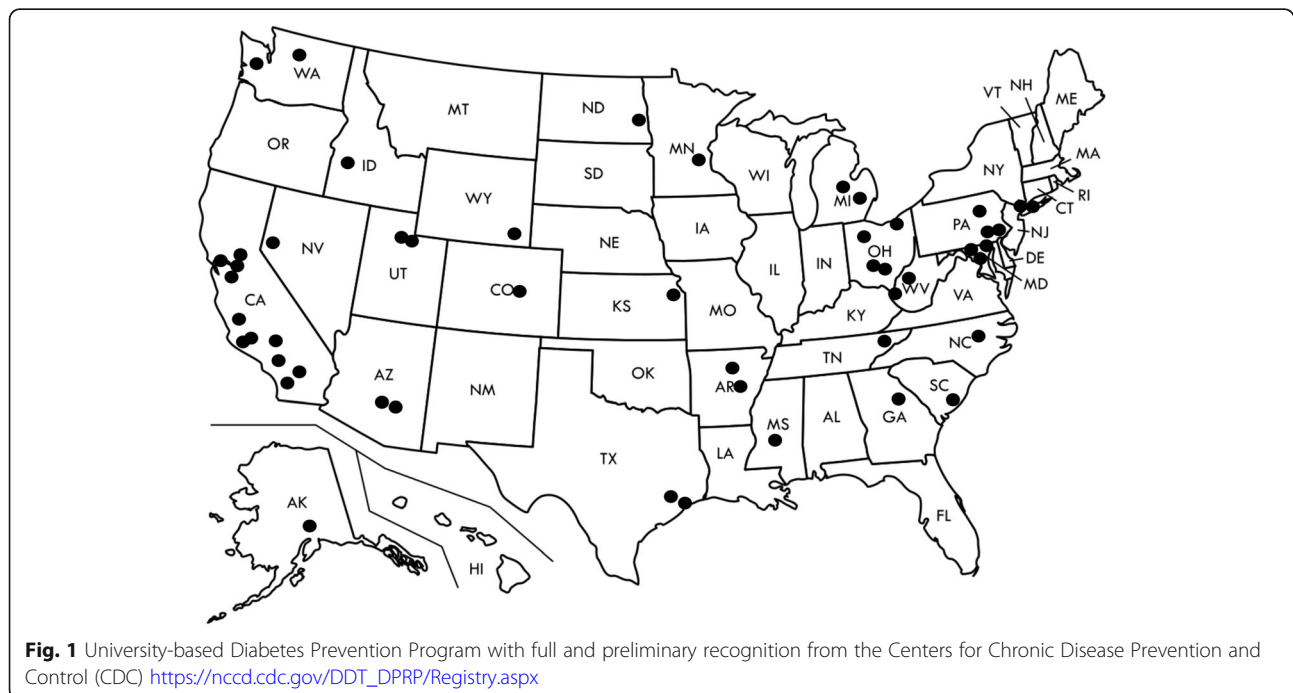 WA
MT
ND
MN
VT
NH
ME
OR
ID
SD
WI
MI
NY
MA
RI
CT
WY
IA
PA
NJ
NV
UT
NE
IL
IN
OH
DE
MD
CA
CO
KS
MO
WV
VA
KY
AZ
NM
OK
AR
TN
NC
SC
TX
LA
MS
AL
GA
FL
AK
HI
Fig. 1 University-based Diabetes Prevention Program with full and preliminary recognition from the Centers for Chronic Disease Prevention and
Control (CDC) https://nccd.cdc.gov/DDT_DPRP/Registry.aspx